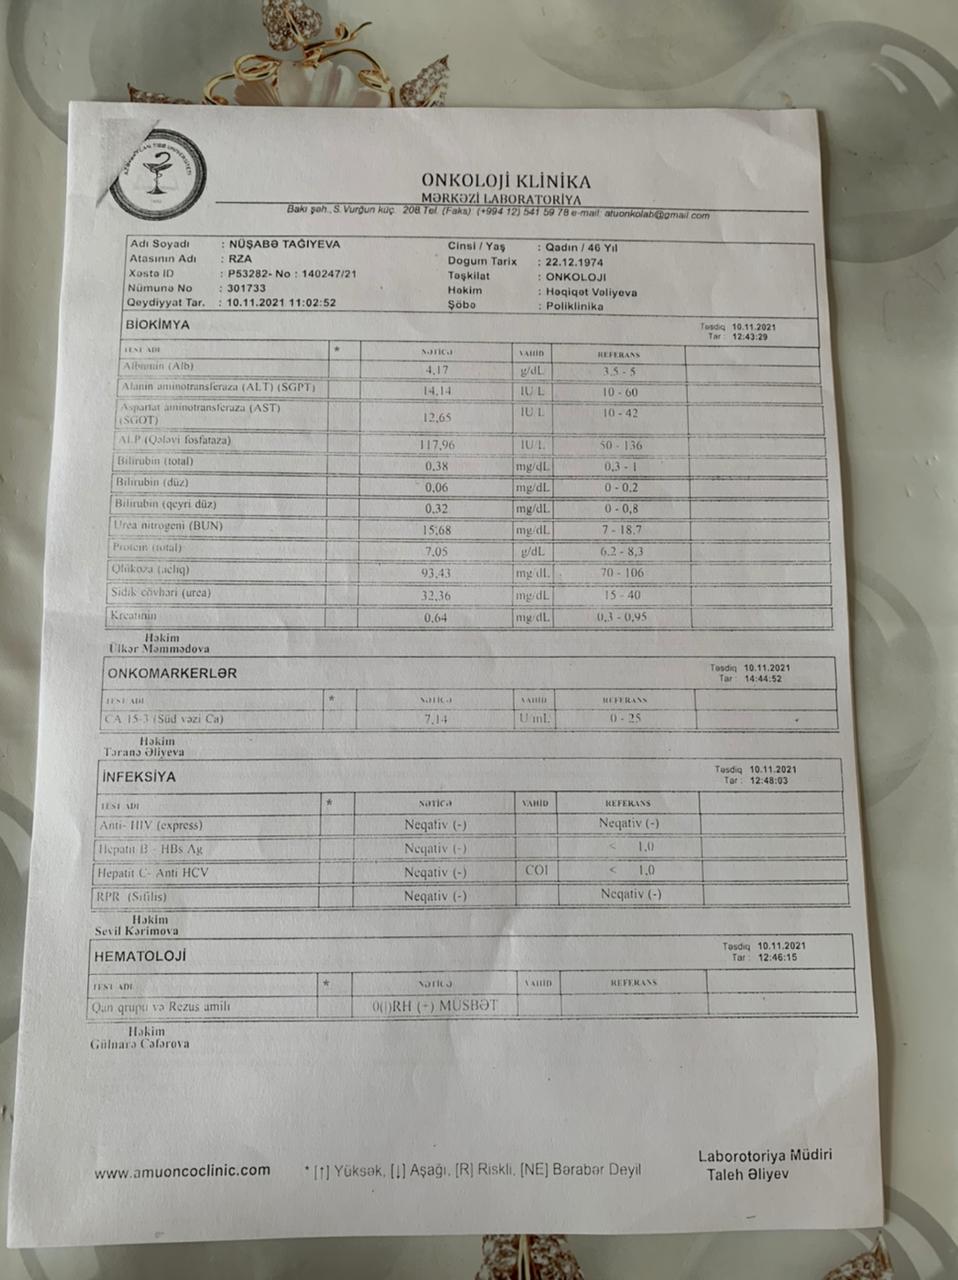 AZƏRBAYCAN TİBB UNİVERSİTETİ
ONKOLOJİ KLİNİKA
MƏRKƏZİ LABORATORİYA
Bakı şəh., S.Vurğun küç. 208 Tel. (Faks): (+994 12) 541 59 78 e-mail: atuonkolab@gmail.com
Adı Soyadı : NÜŞABƏ TAĞIYEVA Cinsi / Yaş : Qadın / 46 Yıl
Atasının Adı : RZA Dogum Tarix : 22.12.1974
Xəstə ID : P53282- No : 140247/21 Təşkilat : ONKOLOJI
Nümunə No : 301733 Həkim : Həqiqət Vəliyeva
Qeydiyyat Tar. : 10.11.2021 11:02:52 Şöbə : Poliklinika
BİOKİMYA Təsdiq Tar : 10.11.2021 12:43:29
TEST ADI * NƏTİCƏ VAHİD REFERANS
Albumin (Alb) 4,17 g/dL 3,5 - 5
Alanin aminotransferaza (ALT) (SGPT) 14,14 IU/L 10 - 60
Aspartat aminotransferaza (AST) (SGOT) 12,65 IU/L 10 - 42
ALP (Qələvi fosfataza) 117,96 IU/L 50 - 136
Bilirubin (total) 0,38 mg/dL 0,3 - 1
Bilirubin (düz) 0,06 mg/dL 0 - 0,2
Bilirubin (qeyri düz) 0,32 mg/dL 0 - 0,8
Urea nitrogeni (BUN) 15,68 mg/dL 7 - 18,7
Protein (total) 7,05 g/dL 6,2 - 8,3
Qlükoza (aclıq) 93,43 mg/dL 70 - 106
Sidik cövhəri (urea) 32,36 mg/dL 15 - 40
Kreatinin 0,64 mg/dL 0,3 - 0,95
Həkim
Ülkər Məmmədova
ONKOMARKERLƏR Təsdiq Tar : 10.11.2021 14:44:52
TEST ADI * NƏTİCƏ VAHİD REFERANS
CA 15-3 (Süd vəzi Ca) 7,14 U/mL 0 - 25
Həkim
Təranə Əliyeva
İNFEKSİYA Təsdiq Tar : 10.11.2021 12:48:03
TEST ADI * NƏTİCƏ VAHİD REFERANS
Anti- HIV (express) Neqativ (-) Neqativ (-)
Hepatit B - HBs Ag Neqativ (-) < 1,0
Hepatit C- Anti HCV Neqativ (-) COI < 1,0
RPR (Sifilis) Neqativ (-) Neqativ (-)
Həkim
Sevil Kərimova
HEMATOLOJİ Təsdiq Tar : 10.11.2021 12:46:15
TEST ADI * NƏTİCƏ VAHİD REFERANS
Qan qrupu və Rezus amili 0(I)RH (+) MÜSBƏT
Həkim
Gülnarə Cəfərova
www.amuoncoclinic.com * [↑] Yüksək, [↓] Aşağı, [R] Riskli, [NE] Bərabər Deyil
Laborotoriya Müdiri
Taleh Əliyev